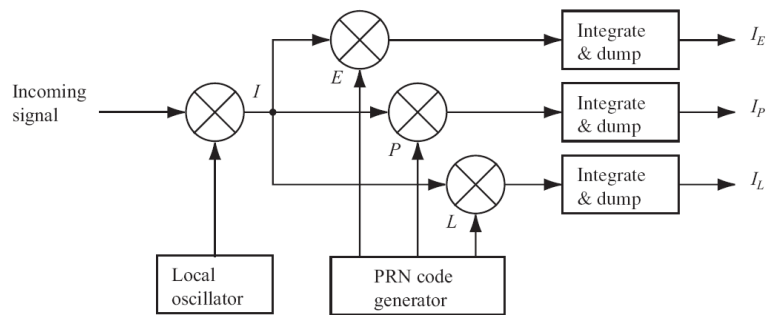 Integrate
& dump
I_E
E
Incoming
signal
I
Integrate
& dump
I_P
P
Integrate
& dump
I_L
L
Local
oscillator
PRN code
generator